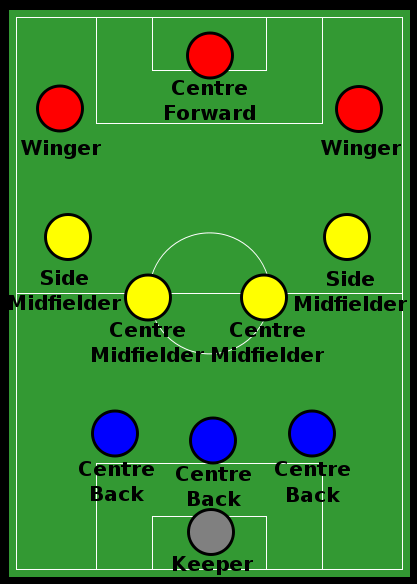 Centre
Forward
Winger
Winger
Side
Midfielder
Side
Midfielder
Centre
Midfielder
Centre
Midfielder
Centre
Back
Centre
Back
Centre
Back
Keeper